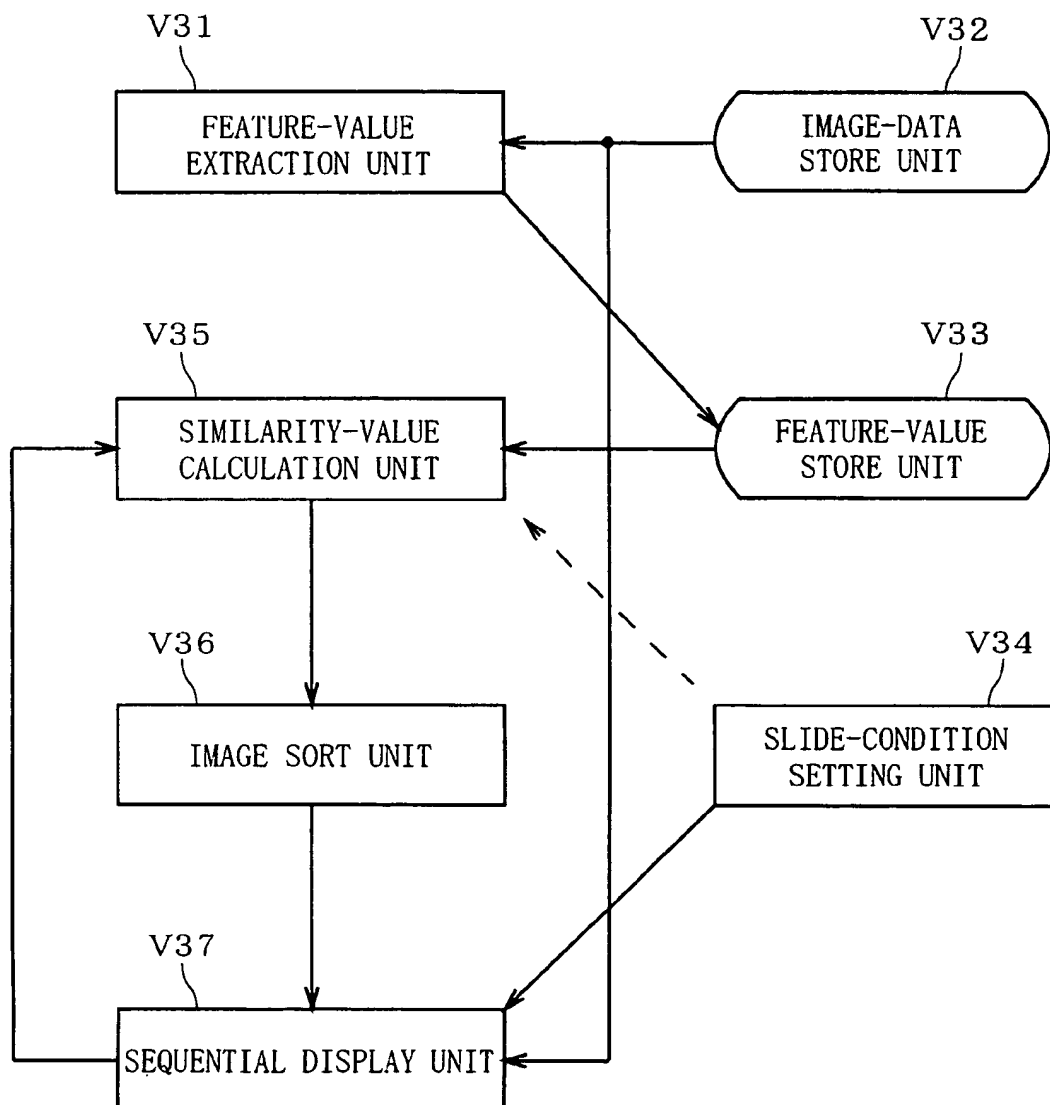 V31
V32
FEATURE-VALUE
EXTRACTION UNIT
IMAGE-DATA
STORE UNIT
V35
V33
SIMILARITY-VALUE
CALCULATION UNIT
FEATURE-VALUE
STORE UNIT
V36
V34
IMAGE SORT UNIT
SLIDE-CONDITION
SETTING UNIT
V37
SEQUENTIAL DISPLAY UNIT